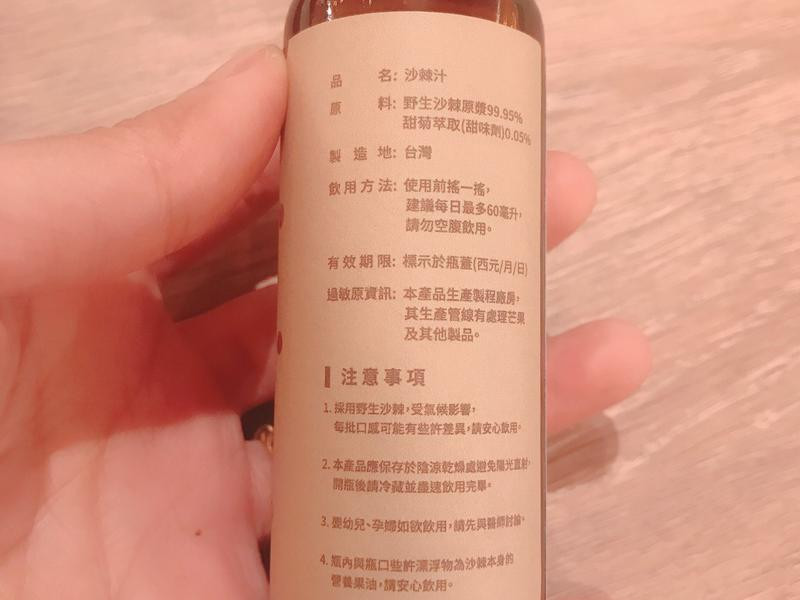 品名：沙棘汁
原料：野生沙棘原漿99.95%
甜菊萃取(甜味劑)0.05%
製造地：台灣
飲用方法：使用前搖一搖，
建議每日最多60毫升，
請勿空腹飲用。
有效期限：標示於瓶蓋(西元/月/日)
過敏原資訊：本產品生產製程廠房，
其生產管線有處理芒果
及其他製品。
注意事項
1. 採用野生沙棘，受氣候影響，
每批口感可能有些許差異，請安心飲用。
2. 本產品應保存於陰涼乾燥處避免陽光直射，
開瓶後請冷藏並盡速飲用完畢。
3. 嬰幼兒、孕婦如欲飲用，請先與醫師討論。
4. 瓶內與瓶口些許漂浮物為沙棘本身的
營養果油，請安心飲用。